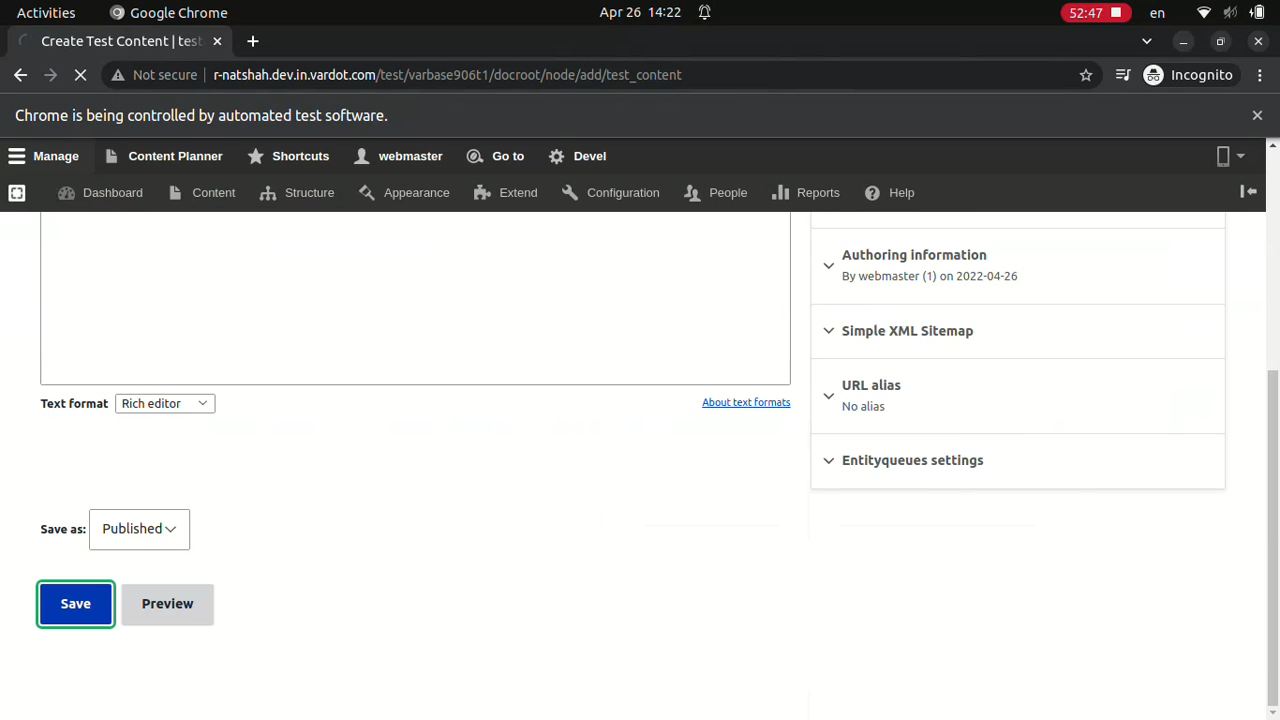 Activities Google Chrome Apr 26 14:22 52:47 en
Create Test Content | test
Not secure r-natshah.dev.in.vardot.com/test/varbase906t1/docroot/node/add/test_content Incognito
Chrome is being controlled by automated test software.
Manage Content Planner Shortcuts webmaster Go to Devel
Dashboard Content Structure Appearance Extend Configuration People Reports Help
Authoring information
By webmaster (1) on 2022-04-26
Simple XML Sitemap
URL alias
No alias
Text format Rich editor About text formats
Entityqueues settings
Save as: Published
Save Preview